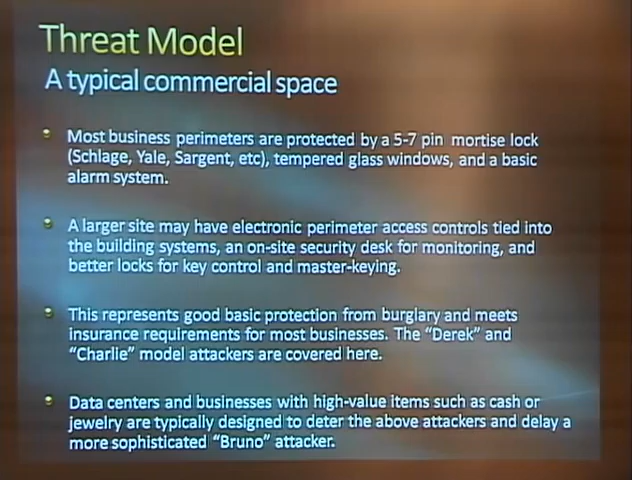 Threat Model
A typical commercial space
Most business perimeters are protected by a 5-7 pin mortise lock
(Schlage, Yale, Sargent, etc), tempered glass windows, and a basic
alarm system.
A larger site may have electronic perimeter access controls tied into
the building systems, an on-site security desk for monitoring, and
better locks for key control and master-keying.
This represents good basic protection from burglary and meets
insurance requirements for most businesses. The “Derek” and
“Charlie” model attackers are covered here.
Data centers and businesses with high-value items such as cash or
jewelry are typically designed to deter the above attackers and delay a
more sophisticated “Bruno” attacker.